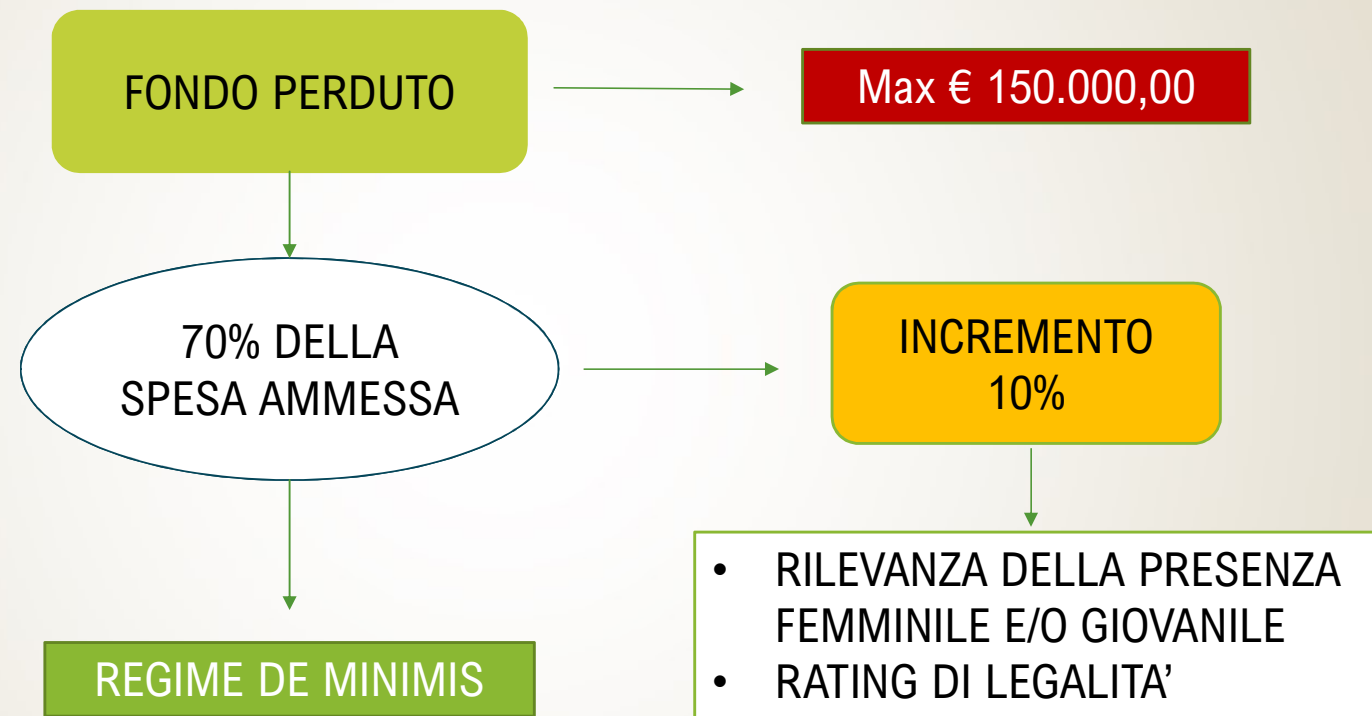 FONDO PERDUTO
Max € 150.000,00
70% DELLA
SPESA AMMESSA
INCREMENTO
10%
REGIME DE MINIMIS
• RILEVANZA DELLA PRESENZA
FEMMINILE E/O GIOVANILE
• RATING DI LEGALITA’